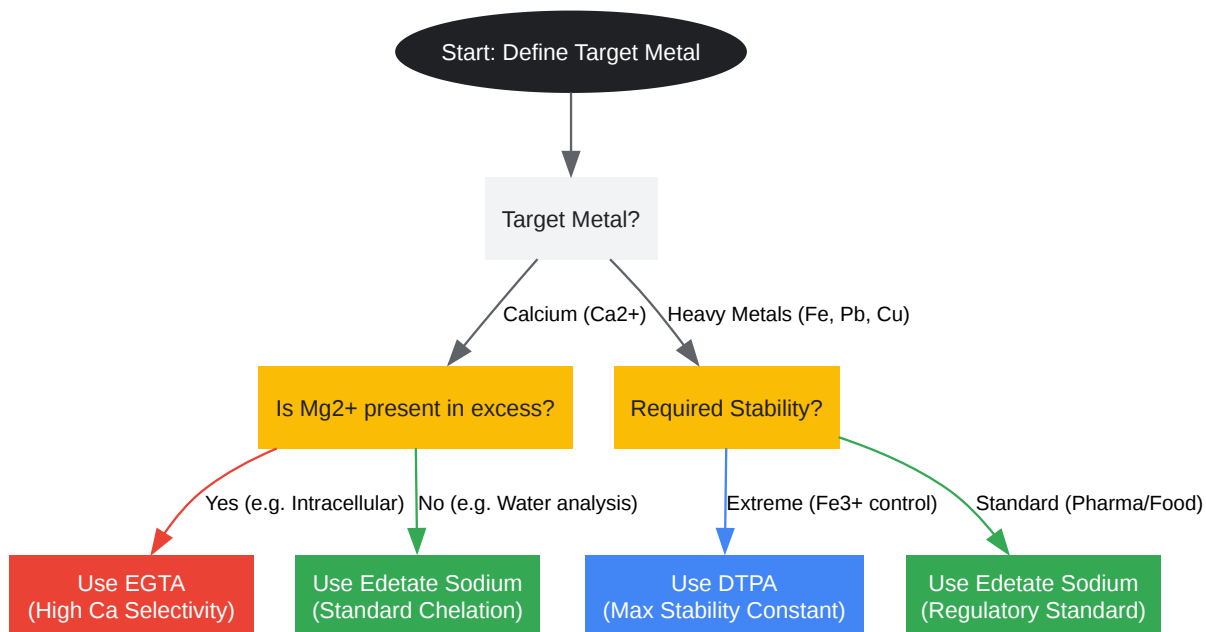 Start: Define Target Metal
Target Metal?
Calcium (Ca2+)
Heavy Metals (Fe, Pb, Cu)
Is Mg2+ present in excess?
Required Stability?
Yes (e.g. Intracellular)
No (e.g. Water analysis)
Extreme (Fe3+ control)
Standard (Pharma/Food)
Use EGTA
(High Ca Selectivity)
Use Edetate Sodium
(Standard Chelation)
Use DTPA
(Max Stability Constant)
Use Edetate Sodium
(Regulatory Standard)